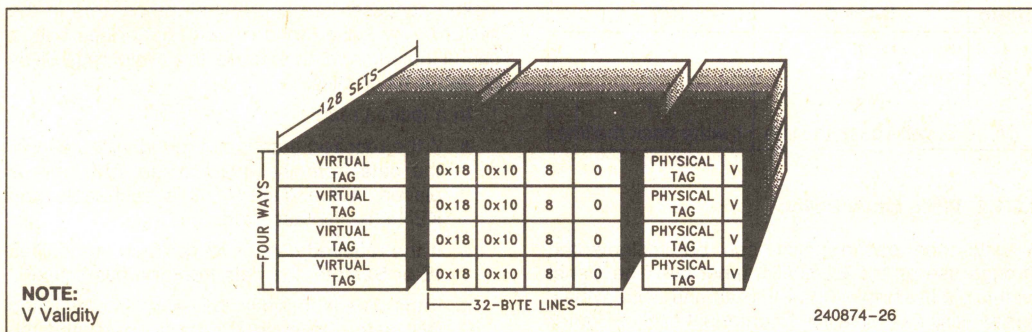 128 SETS
FOUR WAYS
VIRTUAL TAG 0x18 0x10 8 0 PHYSICAL TAG V
VIRTUAL TAG 0x18 0x10 8 0 PHYSICAL TAG V
VIRTUAL TAG 0x18 0x10 8 0 PHYSICAL TAG V
VIRTUAL TAG 0x18 0x10 8 0 PHYSICAL TAG V
32-BYTE LINES
NOTE:
V Validity
240874-26